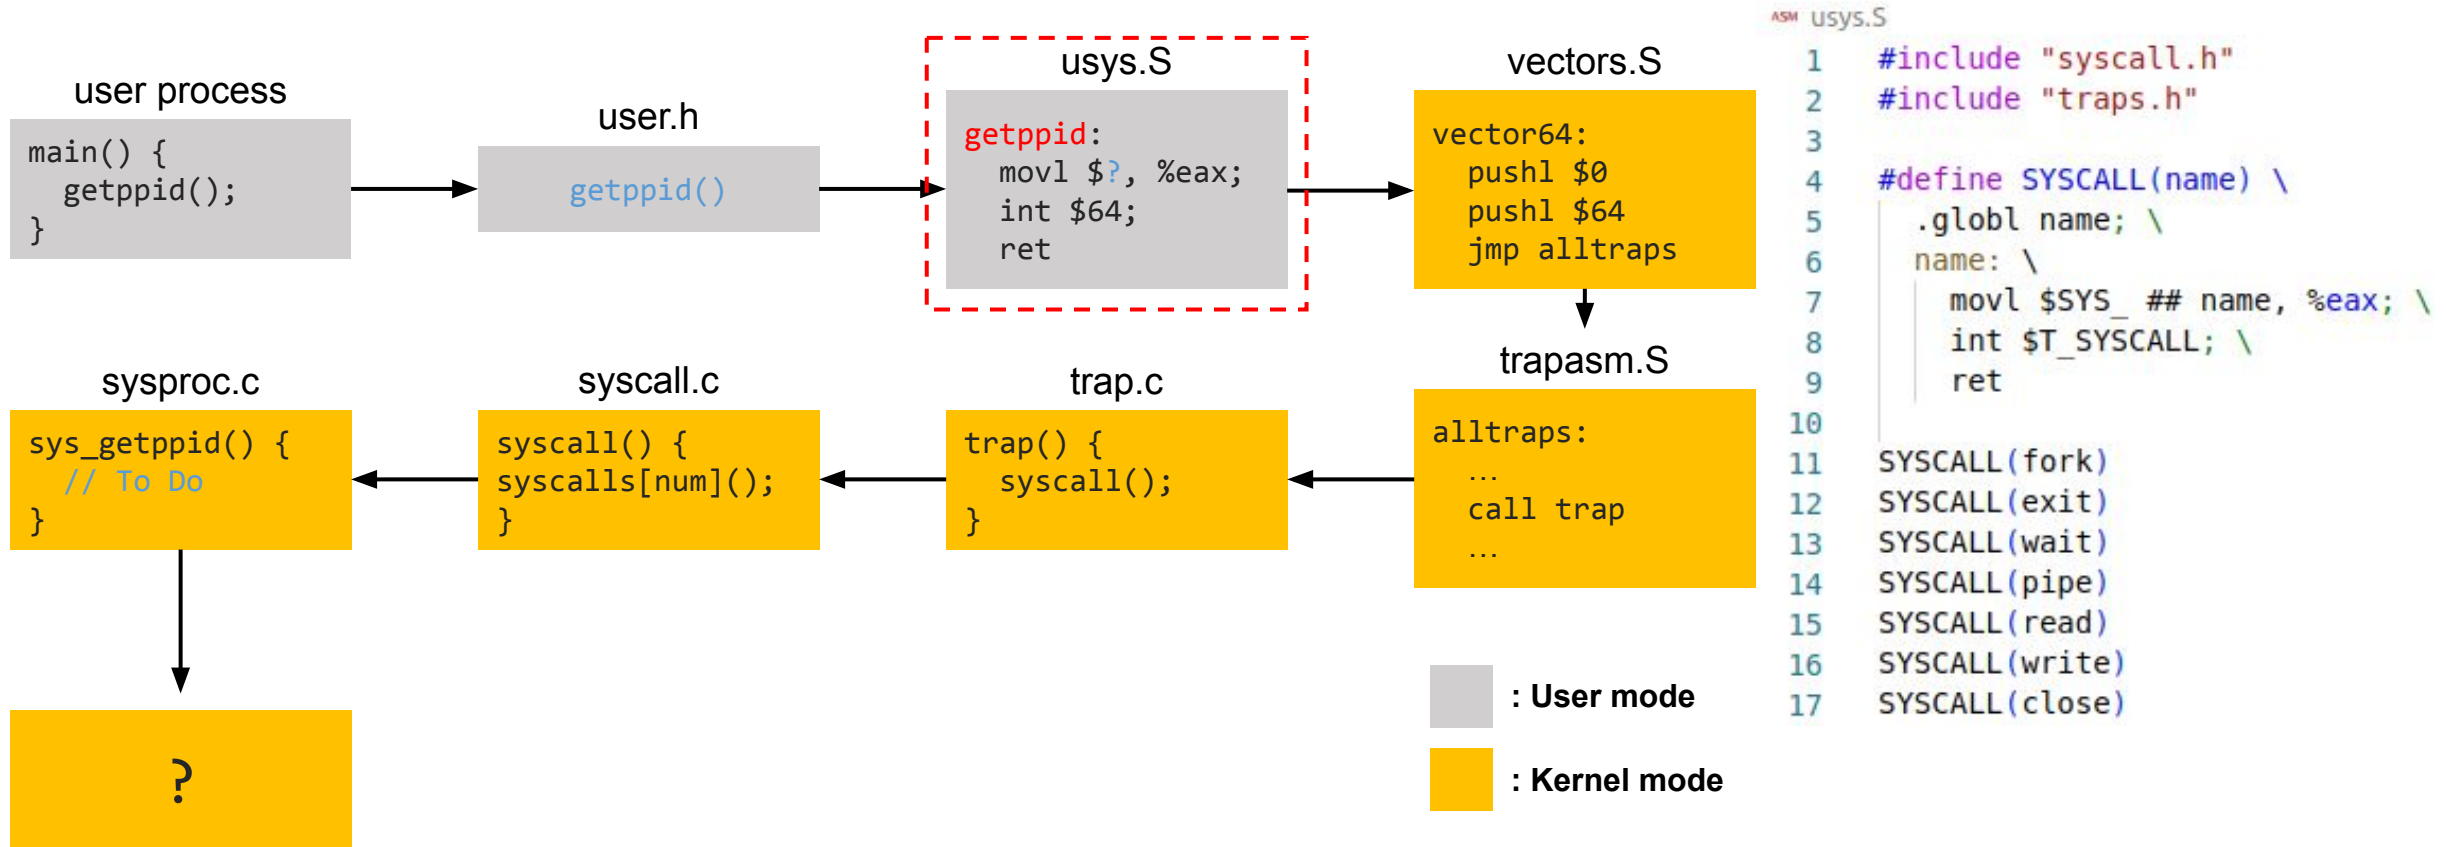 user process
main() {
getppid();
}
user.h
getppid()
usys.S
getppid:
movl $?, %eax;
int $64;
ret
vectors.S
vector64:
pushl $0
pushl $64
jmp alltraps
trapasm.S
alltraps:
...
call trap
...
trap.c
trap() {
syscall();
}
syscall.c
syscall() {
syscalls[num]();
}
sysproc.c
sys_getppid() {
// To Do
}
?
: User mode
: Kernel mode
ASM usys.S
1 #include "syscall.h"
2 #include "traps.h"
3
4 #define SYSCALL(name) \
5 .globl name; \
6 name: \
7 movl $SYS_ ## name, %eax; \
8 int $T_SYSCALL; \
9 ret
10
11 SYSCALL(fork)
12 SYSCALL(exit)
13 SYSCALL(wait)
14 SYSCALL(pipe)
15 SYSCALL(read)
16 SYSCALL(write)
17 SYSCALL(close)